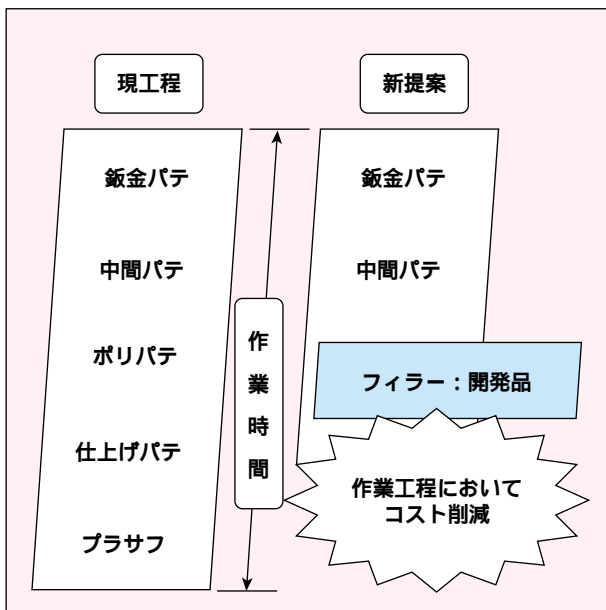 現工程
鈑金パテ
中間パテ
ポリパテ
仕上げパテ
プラサフ
作業時間
新提案
鈑金パテ
中間パテ
フィラー：開発品
作業工程において
コスト削減